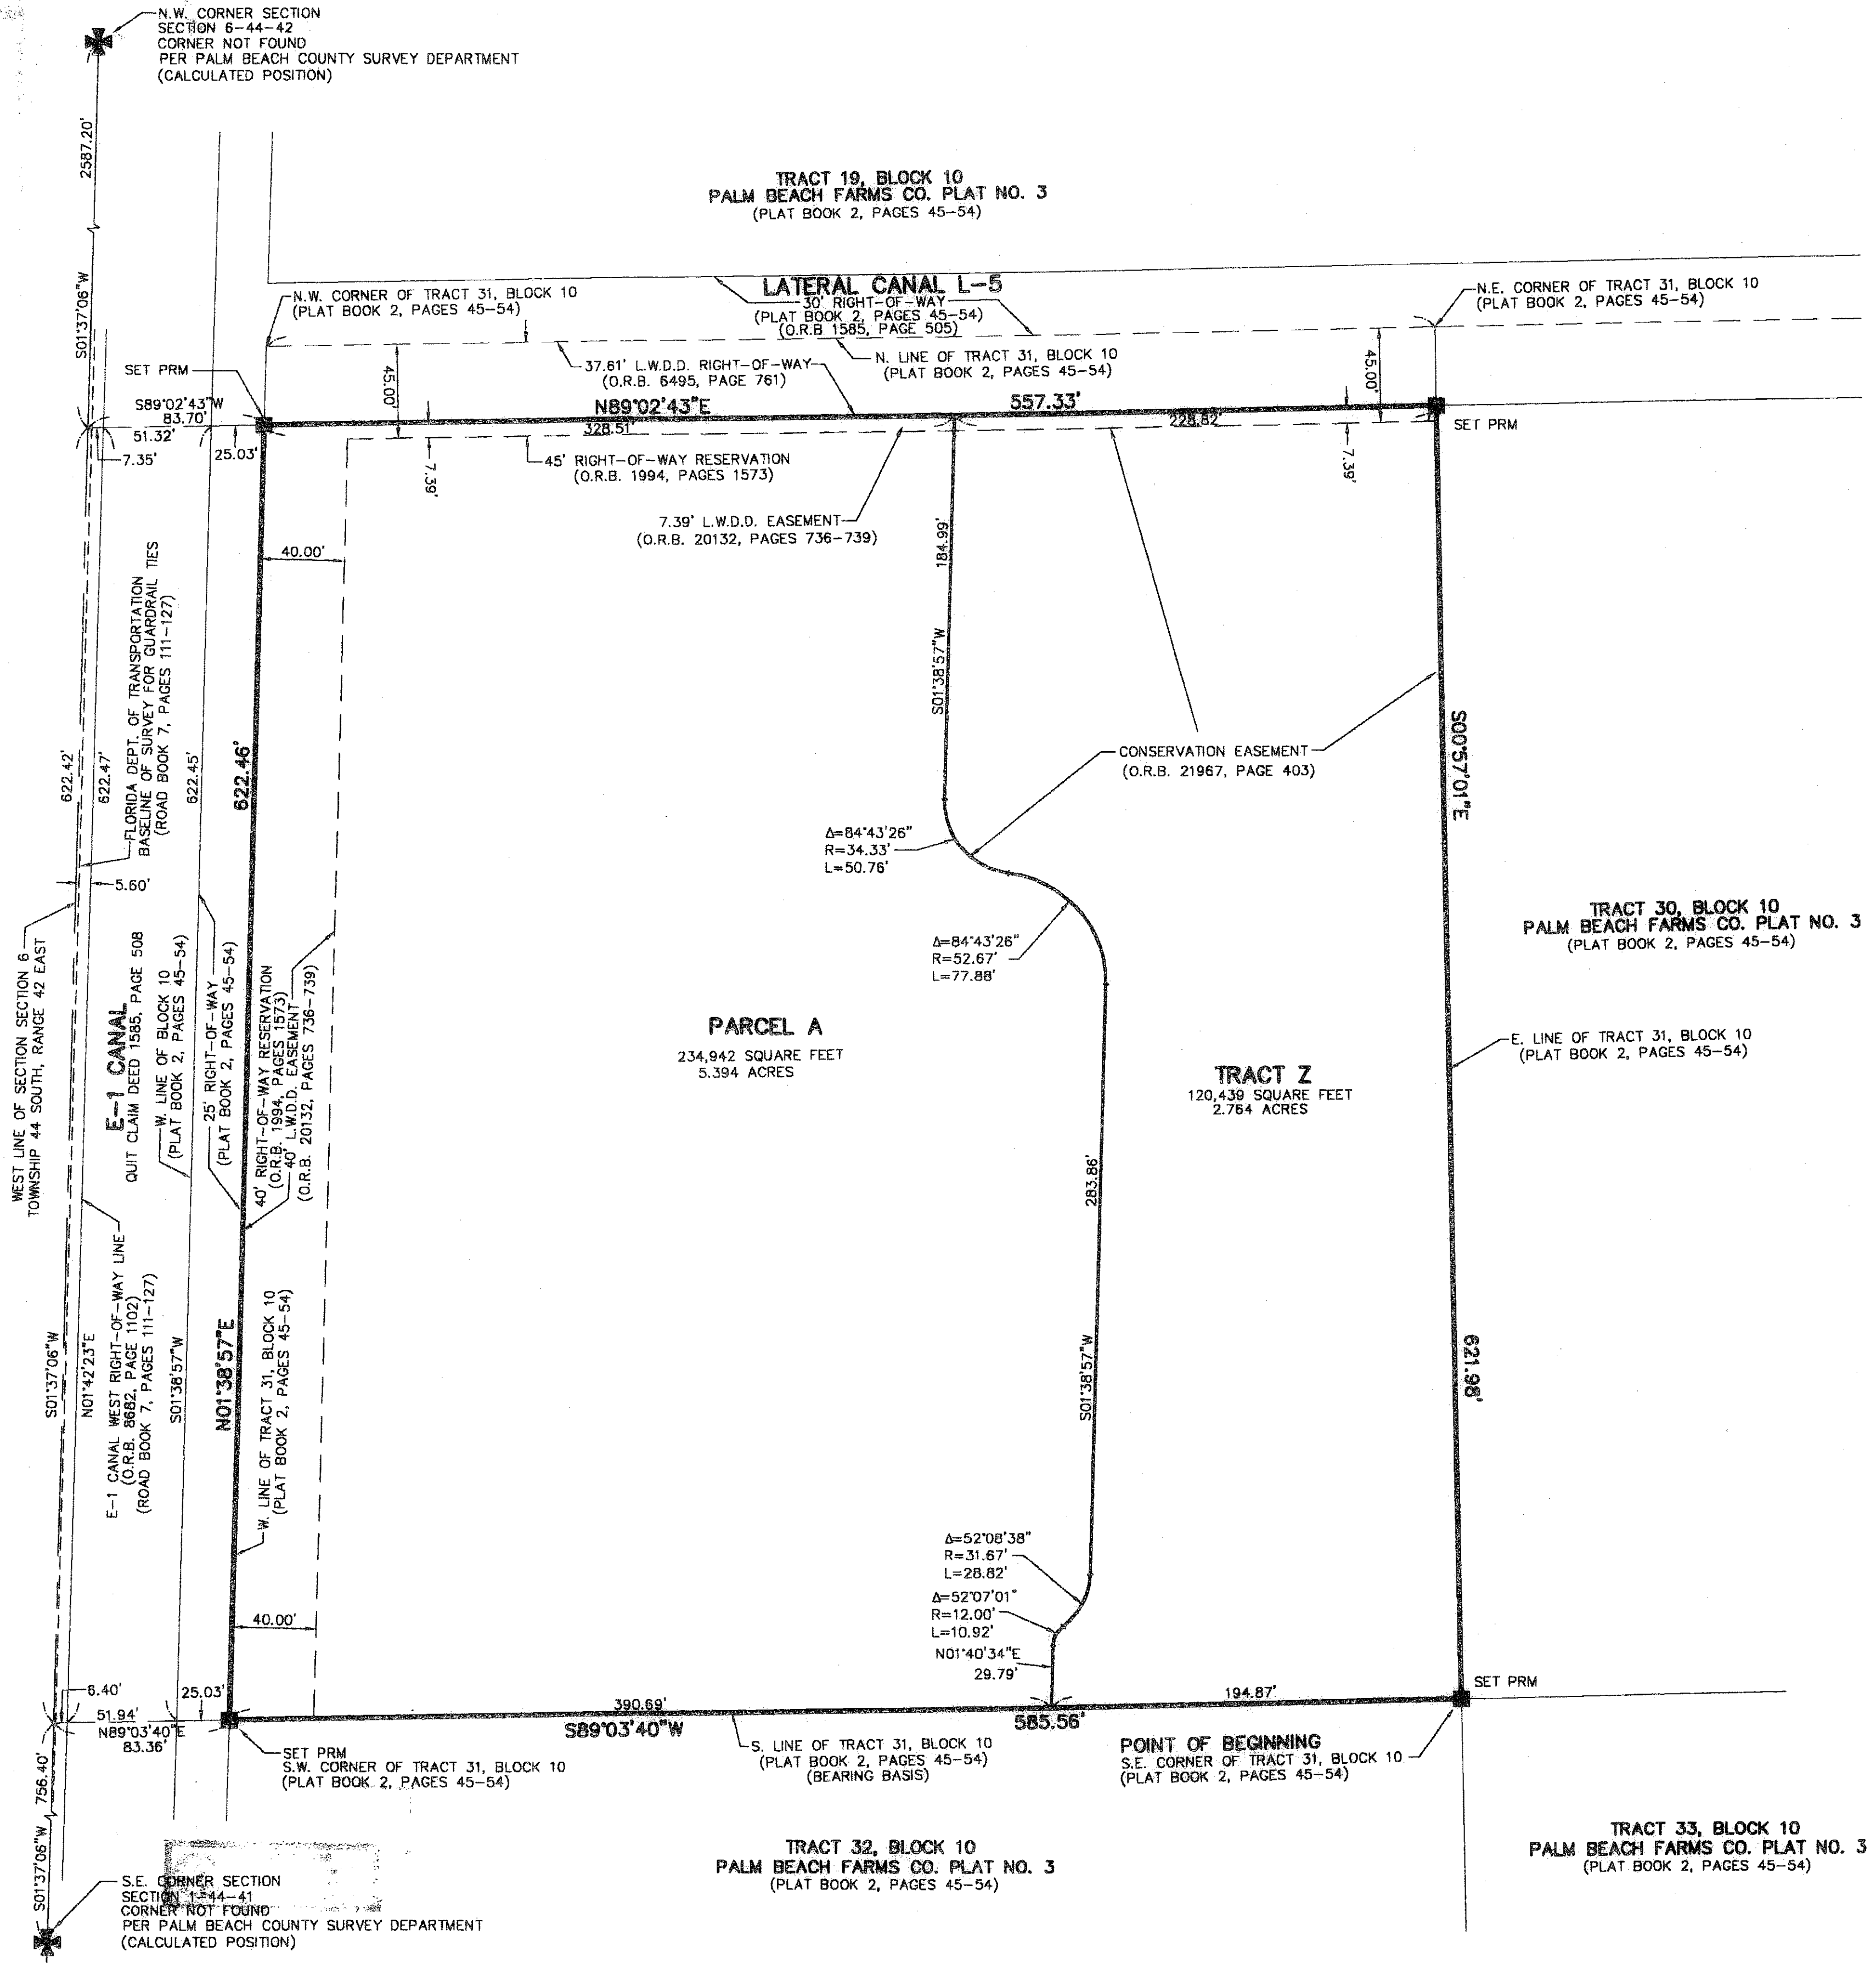 N.W. CORNER SECTION
SECTION 6-44-42
CORNER NOT FOUND
PER PALM BEACH COUNTY SURVEY DEPARTMENT
(CALCULATED POSITION)
2587.20'
S01°37'06"W
TRACT 19, BLOCK 10
PALM BEACH FARMS CO. PLAT NO. 3
(PLAT BOOK 2, PAGES 45-54)
LATERAL CANAL L-5
30' RIGHT-OF-WAY
(PLAT BOOK 2, PAGES 45-54)
(O.R.B 1585, PAGE 505)
N.W. CORNER OF TRACT 31, BLOCK 10
(PLAT BOOK 2, PAGES 45-54)
N.E. CORNER OF TRACT 31, BLOCK 10
(PLAT BOOK 2, PAGES 45-54)
37.61' L.W.D.D. RIGHT-OF-WAY
(O.R.B. 6495, PAGE 761)
N. LINE OF TRACT 31, BLOCK 10
(PLAT BOOK 2, PAGES 45-54)
SET PRM
45.00'
45.00'
S89°02'43"W
83.70'
51.32'
7.35'
25.03'
N89°02'43"E
557.33'
328.51'
228.82'
SET PRM
7.39'
7.39'
45' RIGHT-OF-WAY RESERVATION
(O.R.B. 1994, PAGES 1573)
7.39' L.W.D.D. EASEMENT
(O.R.B. 20132, PAGES 736-739)
40.00'
184.99'
S01°38'57"W
FLORIDA DEPT. OF TRANSPORTATION
BASELINE OF SURVEY FOR GUARDRAIL TIES
(ROAD BOOK 7, PAGES 111-127)
622.42'
622.47'
622.45'
622.46'
CONSERVATION EASEMENT
(O.R.B. 21967, PAGE 403)
S00°57'01"E
Δ=84°43'26"
R=34.33'
L=50.76'
5.60'
Δ=84°43'26"
R=52.67'
L=77.88'
TRACT 30, BLOCK 10
PALM BEACH FARMS CO. PLAT NO. 3
(PLAT BOOK 2, PAGES 45-54)
WEST LINE OF SECTION SECTION 6
TOWNSHIP 44 SOUTH, RANGE 42 EAST
E-1 CANAL
QUIT CLAIM DEED 1585, PAGE 508
W. LINE OF BLOCK 10
(PLAT BOOK 2, PAGES 45-54)
25' RIGHT-OF-WAY
(PLAT BOOK 2, PAGES 45-54)
40' RIGHT-OF-WAY RESERVATION
(O.R.B. 1994, PAGES 1573)
40' L.W.D.D. EASEMENT
(O.R.B. 20132, PAGES 736-739)
PARCEL A
234,942 SQUARE FEET
5.394 ACRES
TRACT Z
120,439 SQUARE FEET
2.764 ACRES
E. LINE OF TRACT 31, BLOCK 10
(PLAT BOOK 2, PAGES 45-54)
283.86'
S01°38'57"W
S01°37'06"W
N01°42'23"E
E-1 CANAL WEST RIGHT-OF-WAY LINE
(O.R.B. 8682, PAGE 1102)
(ROAD BOOK 7, PAGES 111-127)
S01°38'57"W
N01°38'57"E
W. LINE OF TRACT 31, BLOCK 10
(PLAT BOOK 2, PAGES 45-54)
621.98'
Δ=52°08'38"
R=31.67'
L=28.82'
Δ=52°07'01"
R=12.00'
L=10.92'
N01°40'34"E
29.79'
40.00'
SET PRM
6.40'
25.03'
51.94'
N89°03'40"E
83.36'
390.69'
194.87'
S89°03'40"W
585.56'
SET PRM
S.W. CORNER OF TRACT 31, BLOCK 10
(PLAT BOOK 2, PAGES 45-54)
S. LINE OF TRACT 31, BLOCK 10
(PLAT BOOK 2, PAGES 45-54)
(BEARING BASIS)
POINT OF BEGINNING
S.E. CORNER OF TRACT 31, BLOCK 10
(PLAT BOOK 2, PAGES 45-54)
756.40'
S01°37'06"W
TRACT 32, BLOCK 10
PALM BEACH FARMS CO. PLAT NO. 3
(PLAT BOOK 2, PAGES 45-54)
TRACT 33, BLOCK 10
PALM BEACH FARMS CO. PLAT NO. 3
(PLAT BOOK 2, PAGES 45-54)
S.E. CORNER SECTION
SECTION 1-44-41
CORNER NOT FOUND
PER PALM BEACH COUNTY SURVEY DEPARTMENT
(CALCULATED POSITION)